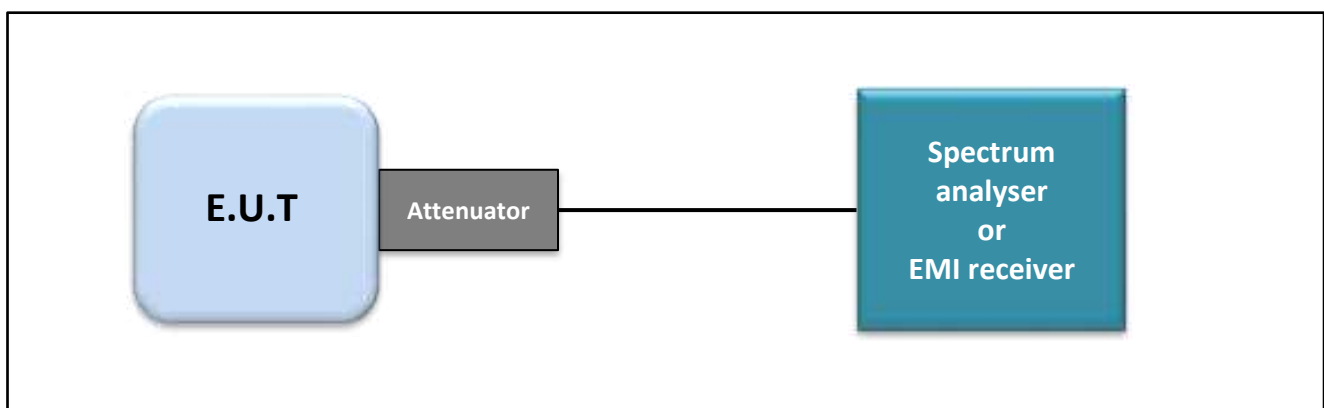 E.U.T
Attenuator
Spectrum
analyser
or
EMI receiver